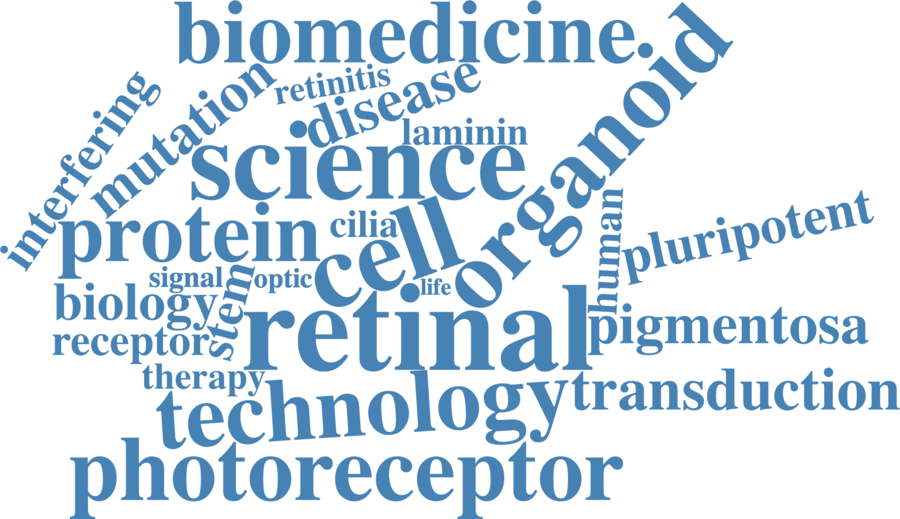 biomedicine.
organoid
retinitis
disease
mutation
interfering
laminin
science
protein
cilia
cell
human
pluripotent
signal
optic
life
stem
biology
retinal
pigmentosa
receptor
therapy
technology
transduction
photoreceptor